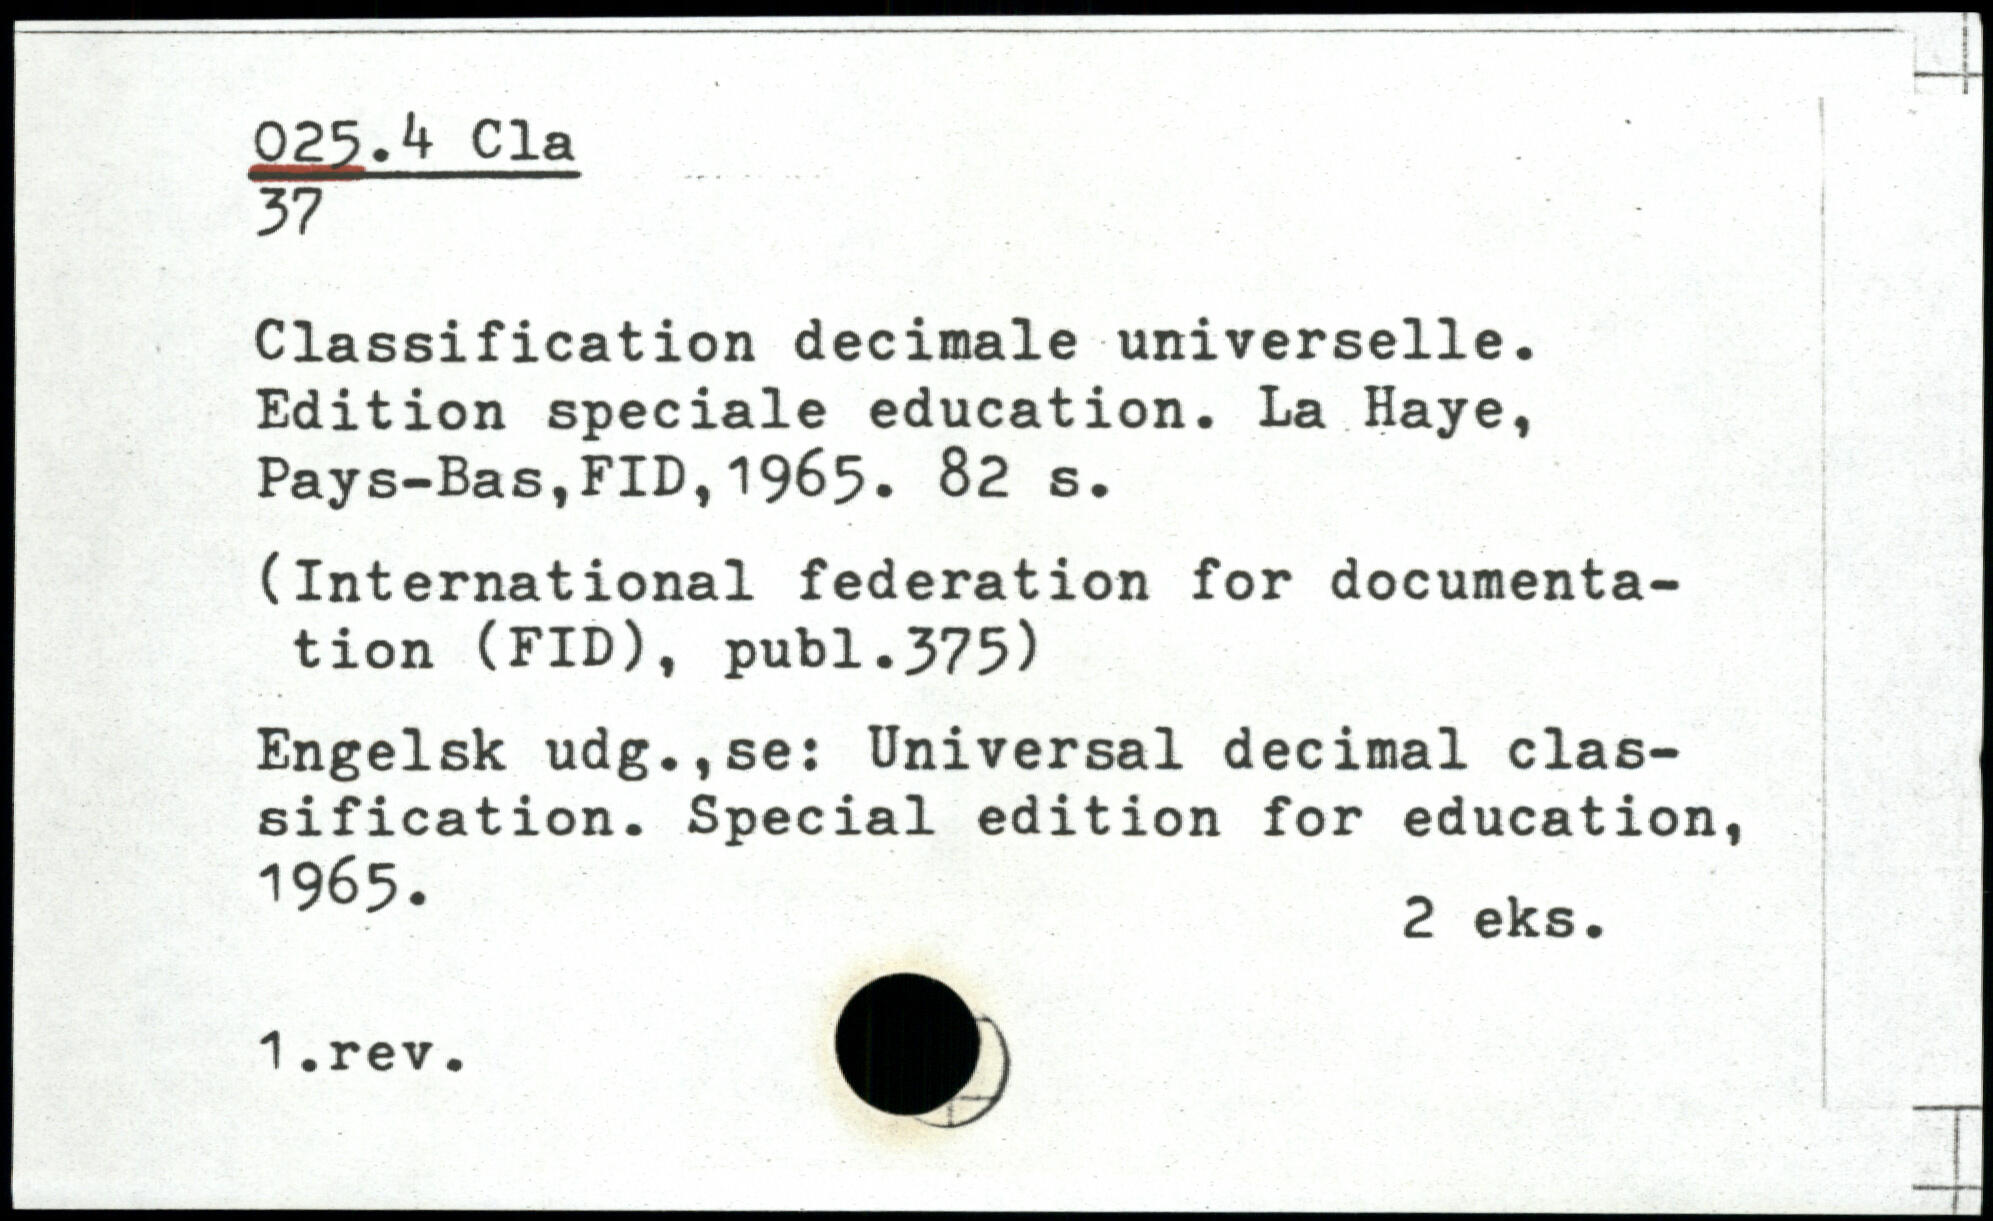 025.4 Cla
37
Classification decimale universelle.
Edition speciale education. La Haye,
Pays-Bas,FID,1965. 82 s.
(International federation for documenta-
tion (FID), publ.375)
Engelsk udg.,se: Universal decimal clas-
sification. Special edition for education,
1965.
2 eks.
1.rev.